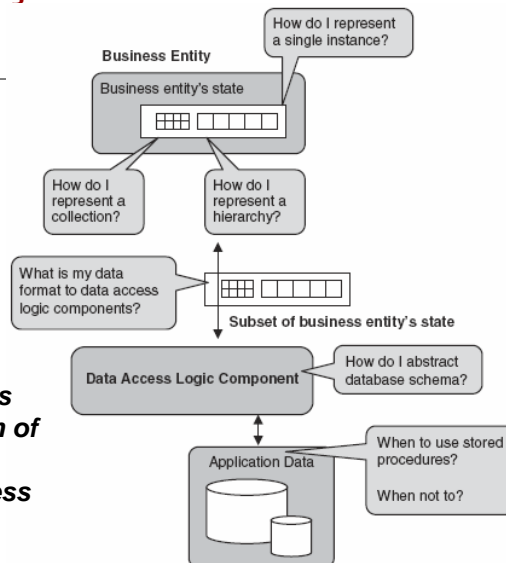 g
How do I represent
a single instance?
Business Entity
Business entity's state
How do I
represent a
collection?
How do I
represent a
hierarchy?
What is my data
format to data access
logic components?
Subset of business entity's state
Data Access Logic Component
How do I abstract
database schema?
s
n of
ess
Application Data
When to use stored
procedures?
When not to?